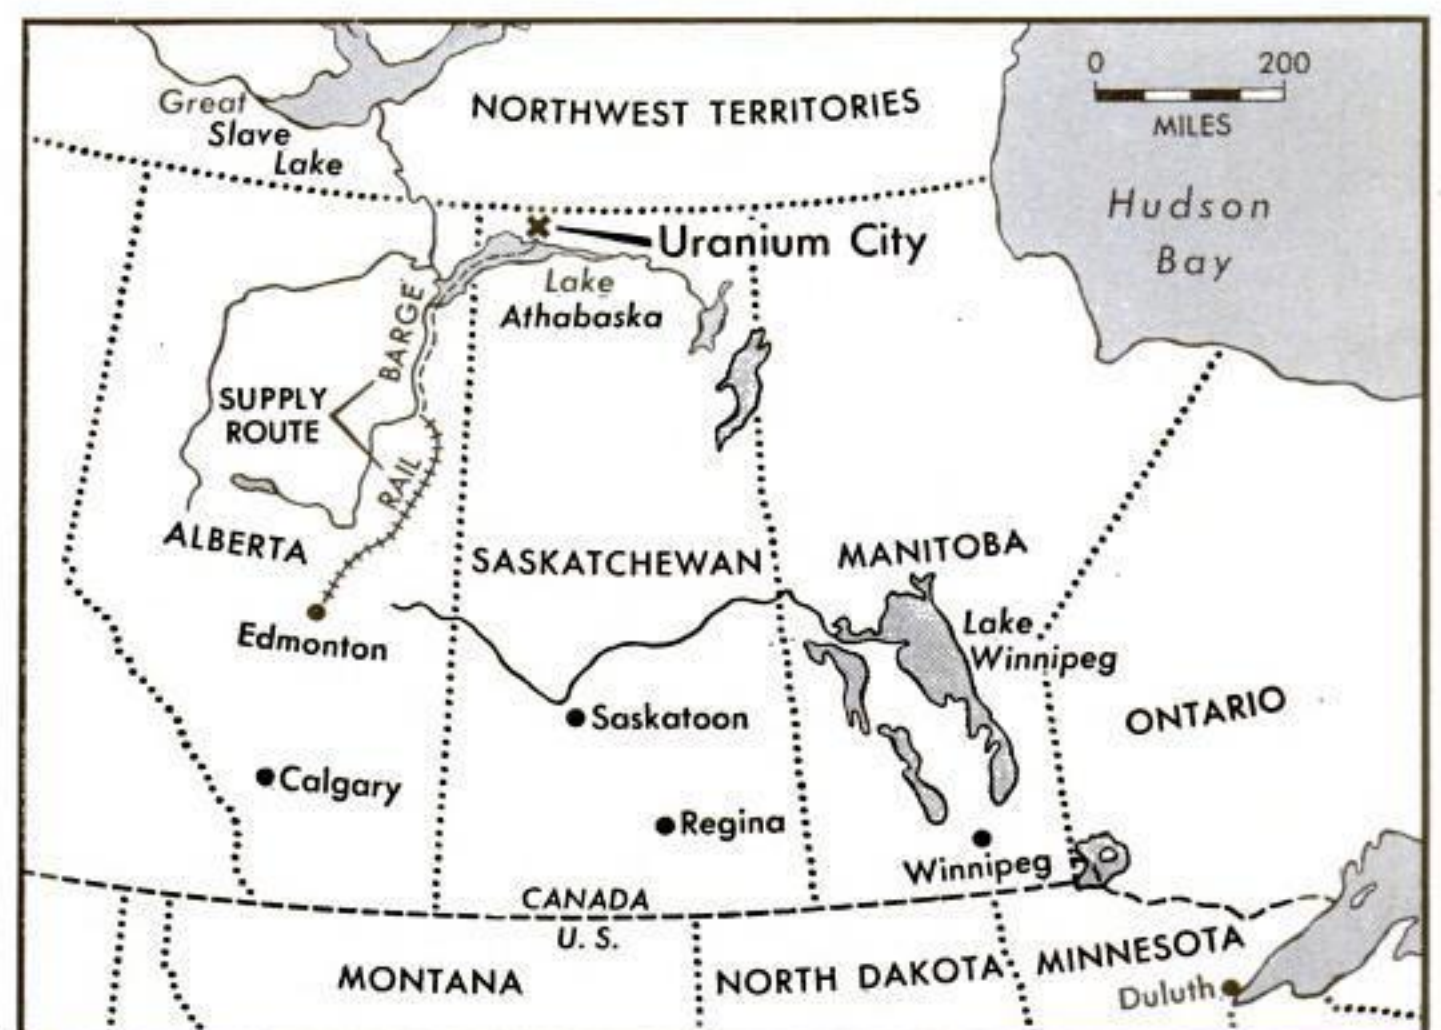 0 200
MILES
Great
Slave
Lake
NORTHWEST TERRITORIES
Hudson
Bay
Uranium City
Lake
Athabaska
BARGE
SUPPLY
ROUTE
RAIL
ALBERTA
SASKATCHEWAN
MANITOBA
Edmonton
Lake
Winnipeg
Saskatoon
ONTARIO
Calgary
Regina
Winnipeg
CANADA
U. S.
MONTANA
NORTH DAKOTA
MINNESOTA
Duluth